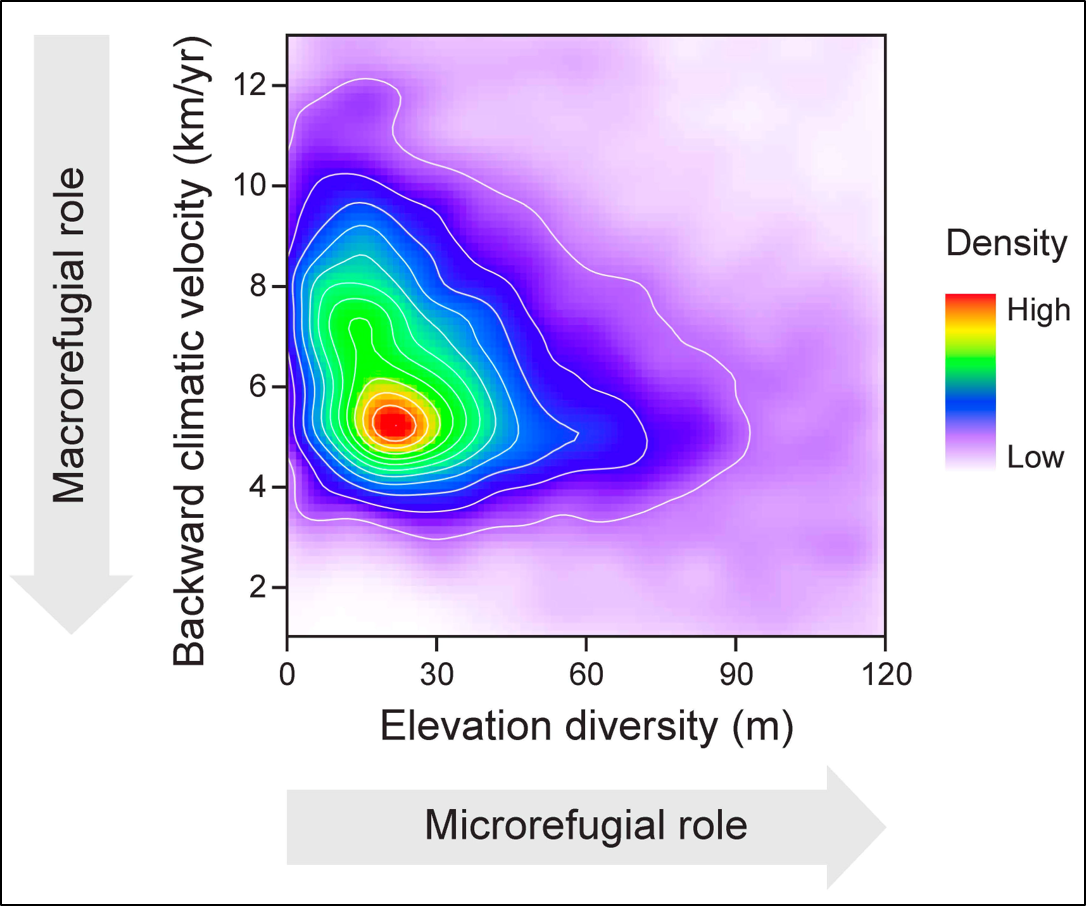 Macrorefugial role
Backward climatic velocity (km/yr)
12
10
8
6
4
2
0
30
60
90
120
Elevation diversity (m)
Microrefugial role
Density
High
Low